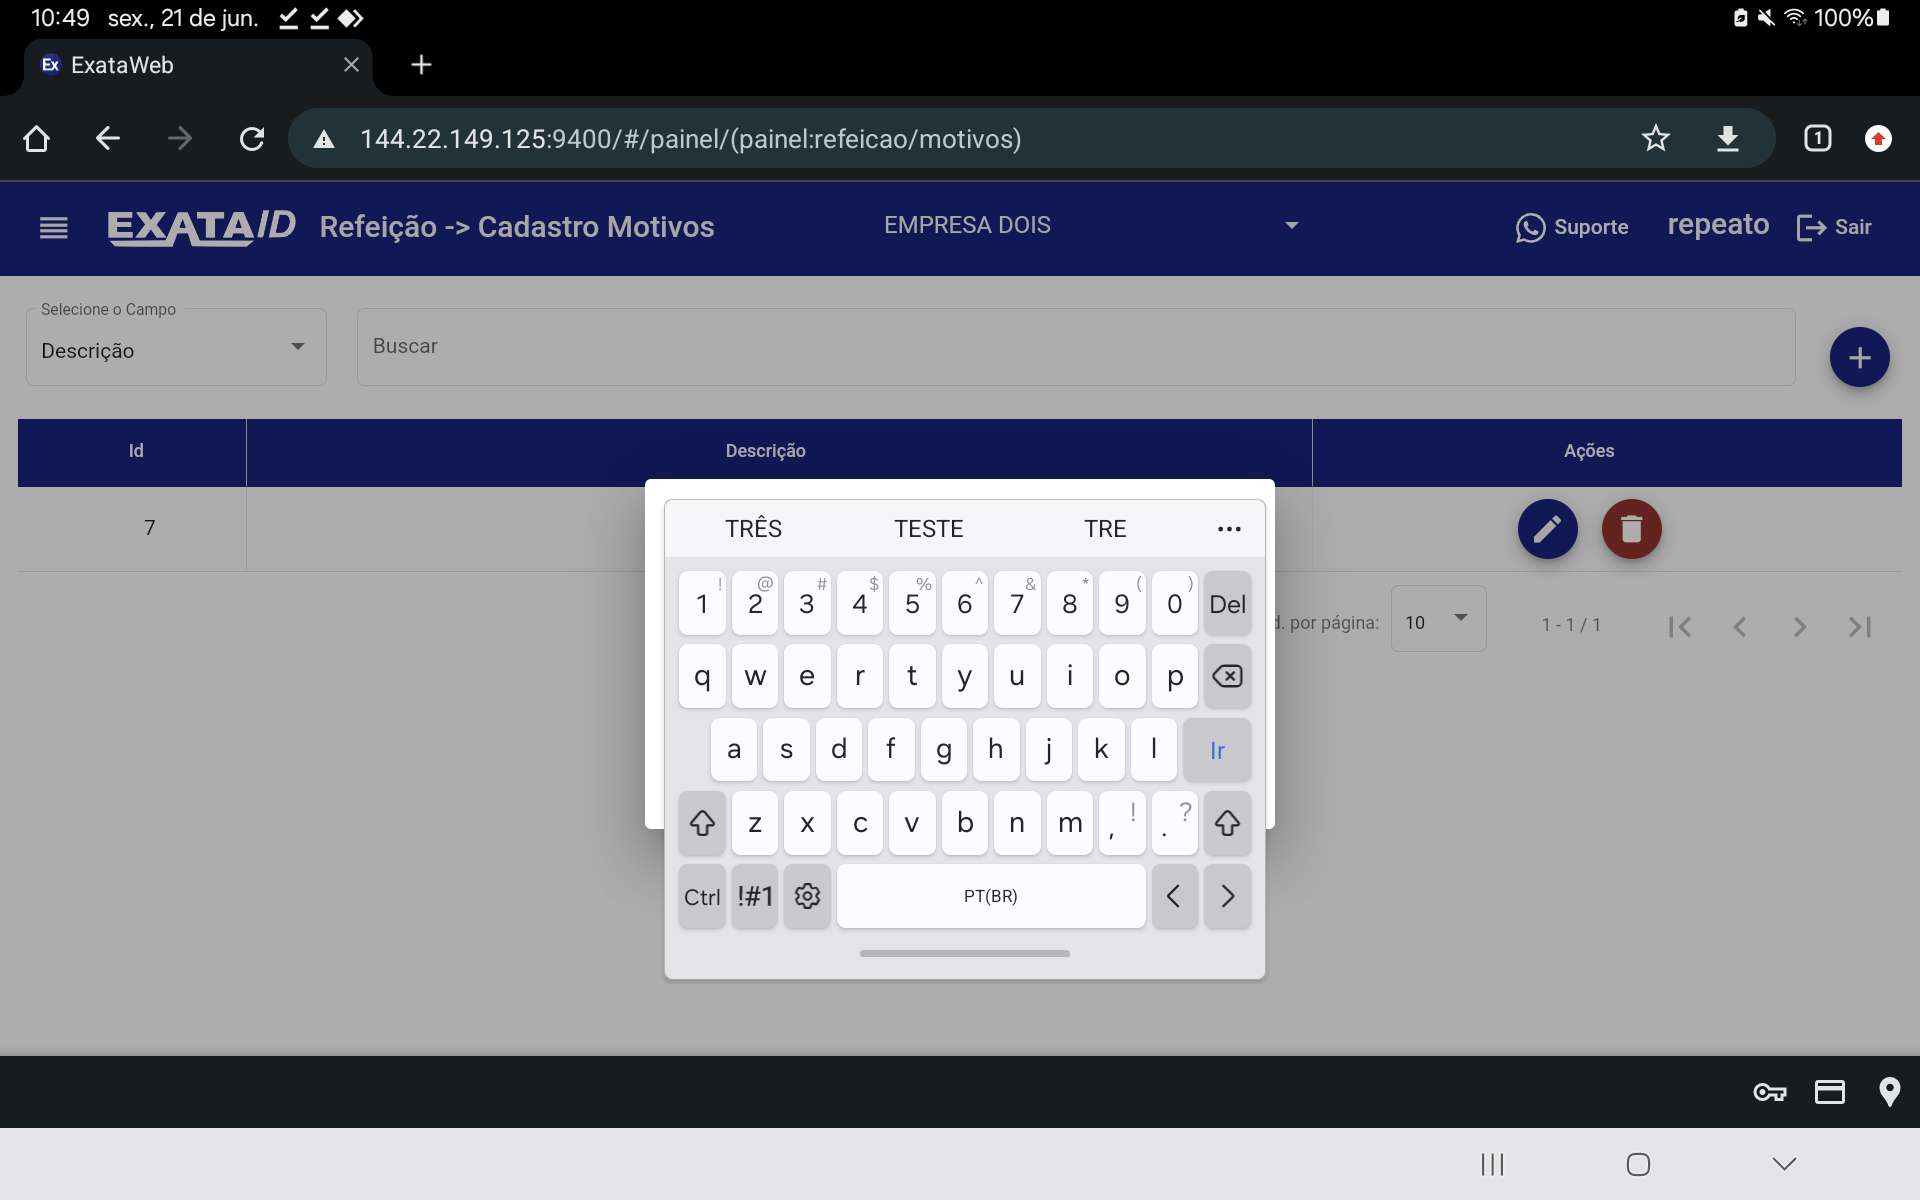 10:49 sex., 21 de jun. 100%
Ex ExataWeb
144.22.149.125:9400/#/painel/(painel:refeicao/motivos) 1
EXATAID Refeição -> Cadastro Motivos EMPRESA DOIS Suporte repeato Sair
Selecione o Campo
Descrição Buscar
Id Descrição Ações
7
TRÊS TESTE TRE
! @ # $ % ^ & * ( )
1 2 3 4 5 6 7 8 9 0 Del
d. por página: 10 1 - 1 / 1
q w e r t y u i o p
a s d f g h j k l Ir
z x c v b n m , ! . ?
Ctrl !#1 PT(BR)